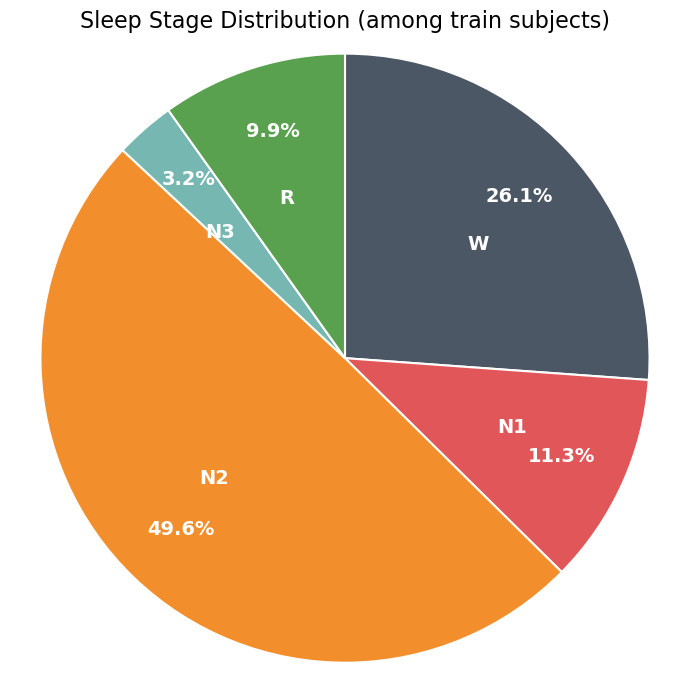 Sleep Stage Distribution (among train subjects)
9.9%
R
3.2%
N3
26.1%
W
N1
11.3%
N2
49.6%